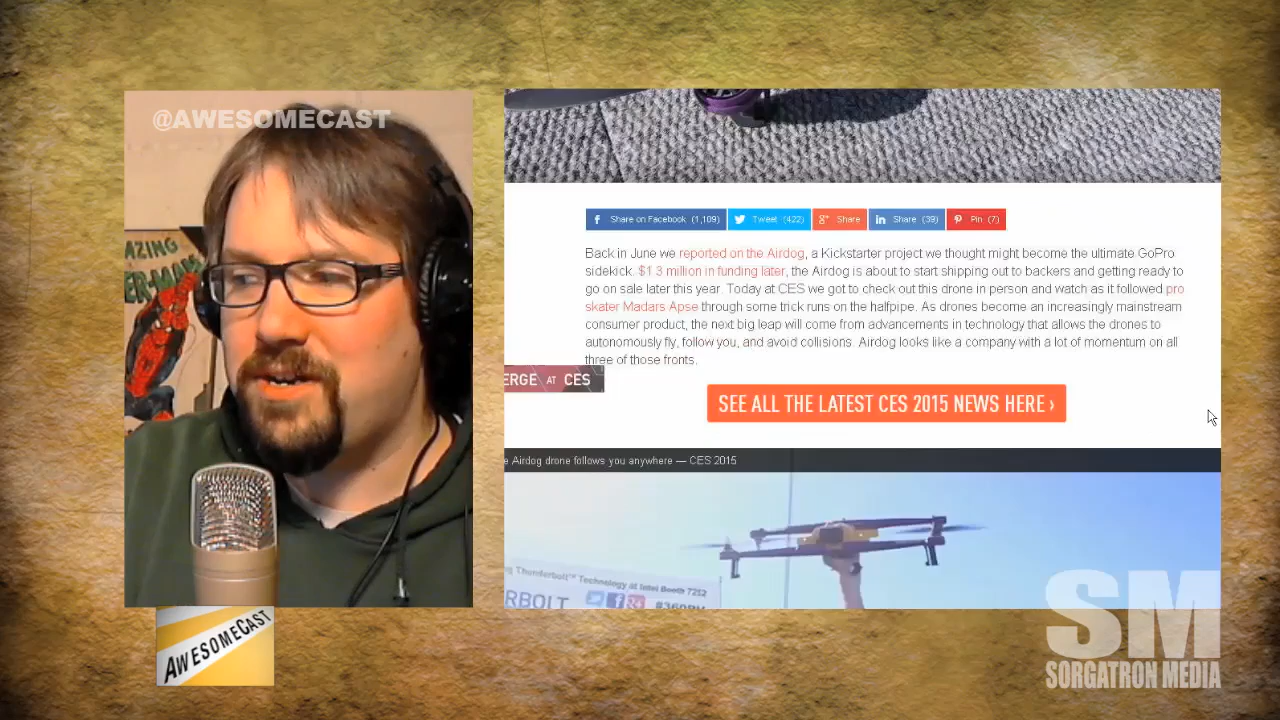 @AWESOMECAST
AZING
ER-MAN
Share on Facebook (1,109)
Tweet (422)
Share
Share (39)
Pin (7)
Back in June we reported on the Airdog, a Kickstarter project we thought might become the ultimate GoPro
sidekick. $1.3 million in funding later, the Airdog is about to start shipping out to backers and getting ready to
go on sale later this year. Today at CES we got to check out this drone in person and watch as it followed pro
skater Madars Apse through some trick runs on the halfpipe. As drones become an increasingly mainstream
consumer product, the next big leap will come from advancements in technology that allows the drones to
autonomously fly, follow you, and avoid collisions. Airdog looks like a company with a lot of momentum on all
three of those fronts.
ERGE AT CES
SEE ALL THE LATEST CES 2015 NEWS HERE ›
e Airdog drone follows you anywhere — CES 2015
Thunderbolt™ Technology at Intel Booth 7252
RBOLT
AWESOMECAST
SM
SORGATRON MEDIA